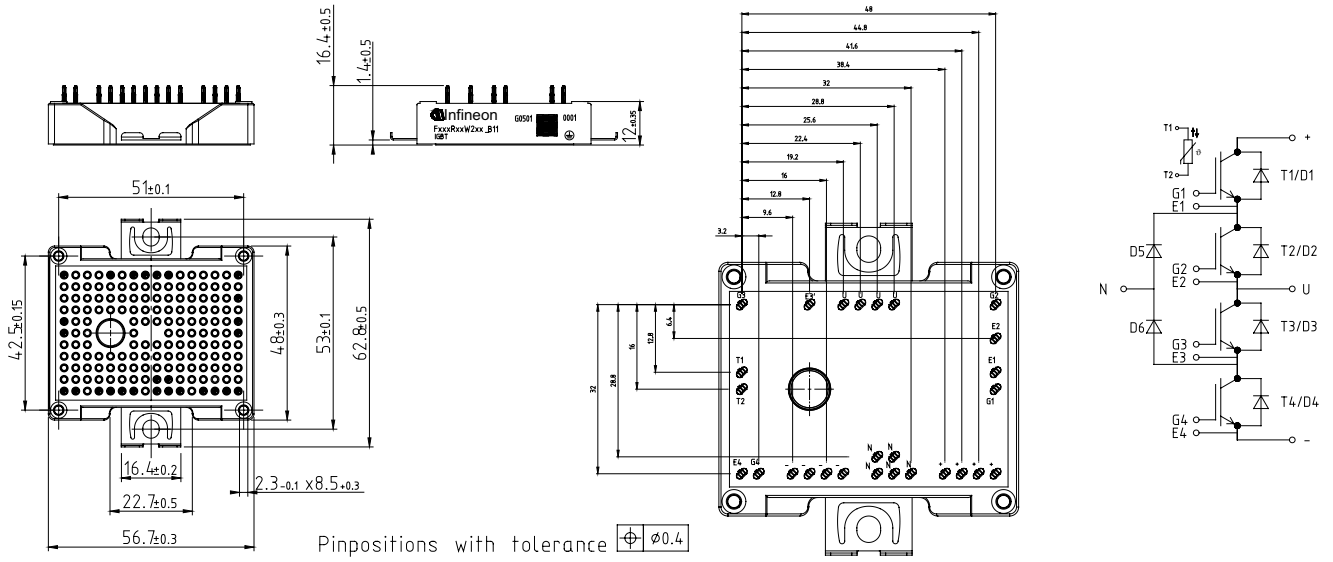 16.4±0.5
1.4±0.5
Infineon
FxxxRxxW2xx_B11
IGBT
G0501
0001
12±0.35
51±0.1
42.5±0.15
48±0.3
53±0.1
62.8±0.5
16.4±0.2
2.3-0.1 x8.5+0.3
22.7±0.5
56.7±0.3
Pinpositions with tolerance ⌖ ⌀0.4
48
44.8
41.6
38.4
32
28.8
25.6
22.4
19.2
16
12.8
9.6
3.2
G3 E3 U U U U G2
6.4
12.8
16
28.8
32
E2
T1 E1
T2 G1
N N
E4 G4 - - - - N N N + + + +
T1
T2
+
G1
E1
T1/D1
D5
G2
E2
T2/D2
N
U
D6
G3
E3
T3/D3
G4
E4
T4/D4
-